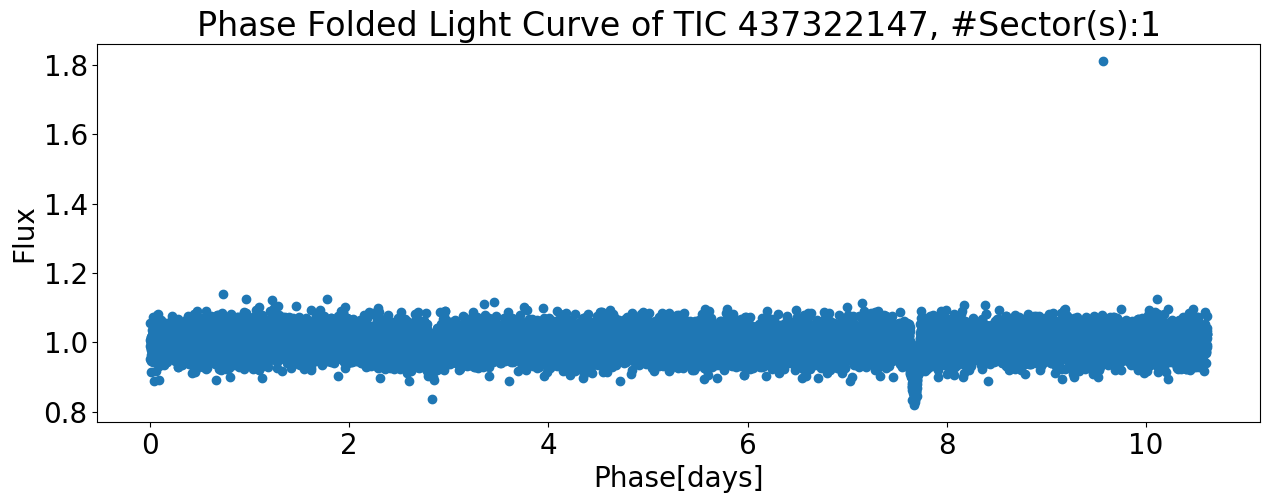 Phase Folded Light Curve of TIC 437322147, #Sector(s):1
1.8
1.6
1.4
1.2
1.0
0.8
Flux
0 2 4 6 8 10
Phase[days]